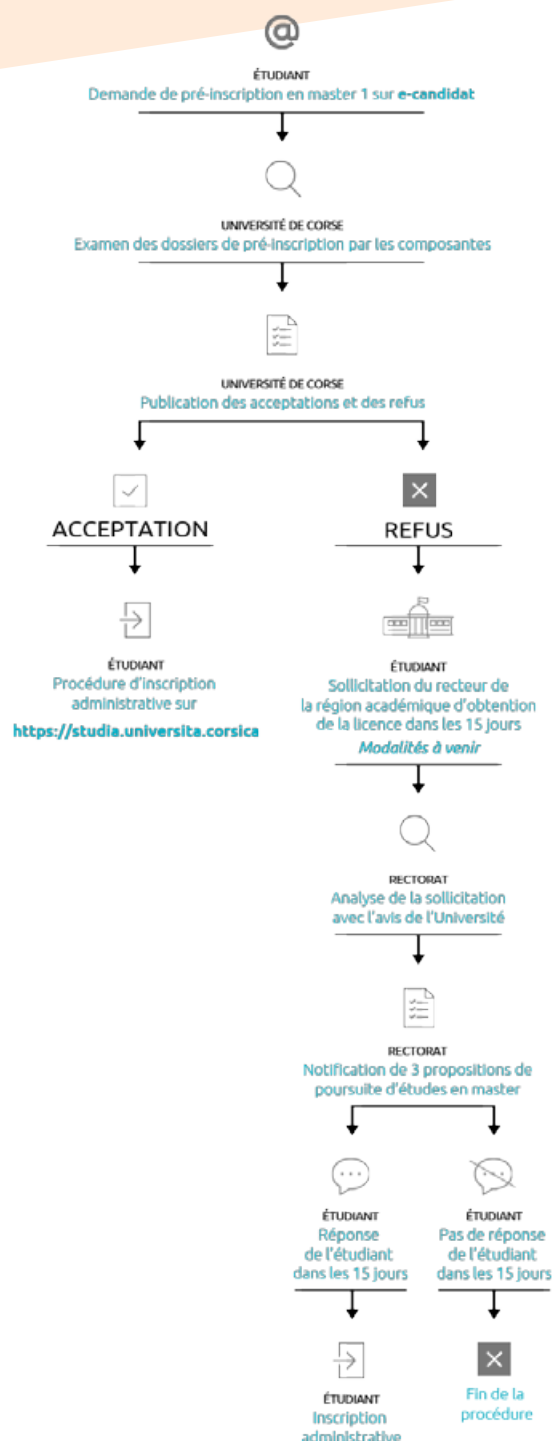 @
ÉTUDIANT
Demande de pré-inscription en master 1 sur e-candidat
UNIVERSITÉ DE CORSE
Examen des dossiers de pré-inscription par les composantes
UNIVERSITÉ DE CORSE
Publication des acceptations et des refus
ACCEPTATION
ÉTUDIANT
Procédure d'inscription
administrative sur
https://studia.universita.corsica
REFUS
ÉTUDIANT
Sollicitation du recteur de
la région académique d'obtention
de la licence dans les 15 jours
Modalités à venir
RECTORAT
Analyse de la sollicitation
avec l'avis de l'Université
RECTORAT
Notification de 3 propositions de
poursuite d'études en master
ÉTUDIANT
Réponse
de l'étudiant
dans les 15 jours
ÉTUDIANT
Inscription
administrative
ÉTUDIANT
Pas de réponse
de l'étudiant
dans les 15 jours
Fin de la
procédure